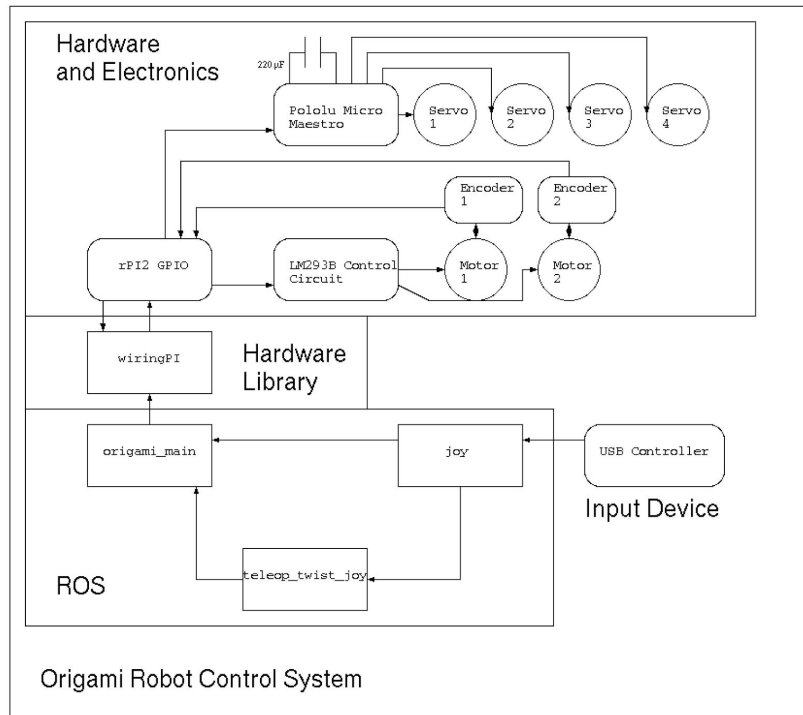 Hardware
and Electronics
220 µF
Pololu Micro
Maestro
Servo
1
Servo
2
Servo
3
Servo
4
Encoder
1
Encoder
2
rPI2 GPIO
LM293B Control
Circuit
Motor
1
Motor
2
wiringPI
Hardware
Library
origami_main
joy
USB Controller
Input Device
teleop_twist_joy
ROS
Origami Robot Control System